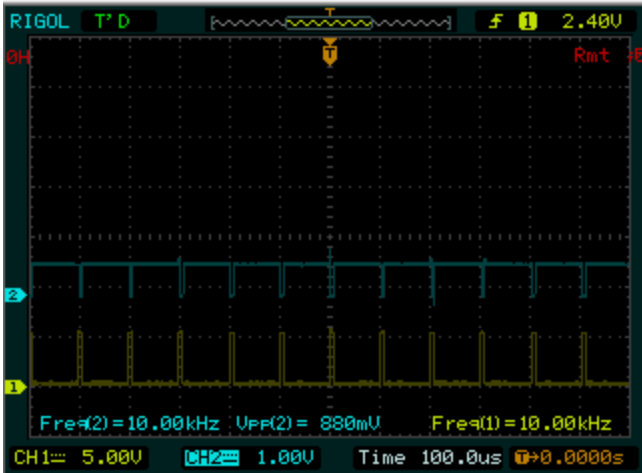 RIGOL T'D T f 1 2.40V
0H T Rmt
2
1
Freq(2)=10.00kHz Vpp(2)= 880mV Freq(1)=10.00kHz
CH1 5.00V CH2 1.00V Time 100.0us T→0.0000s